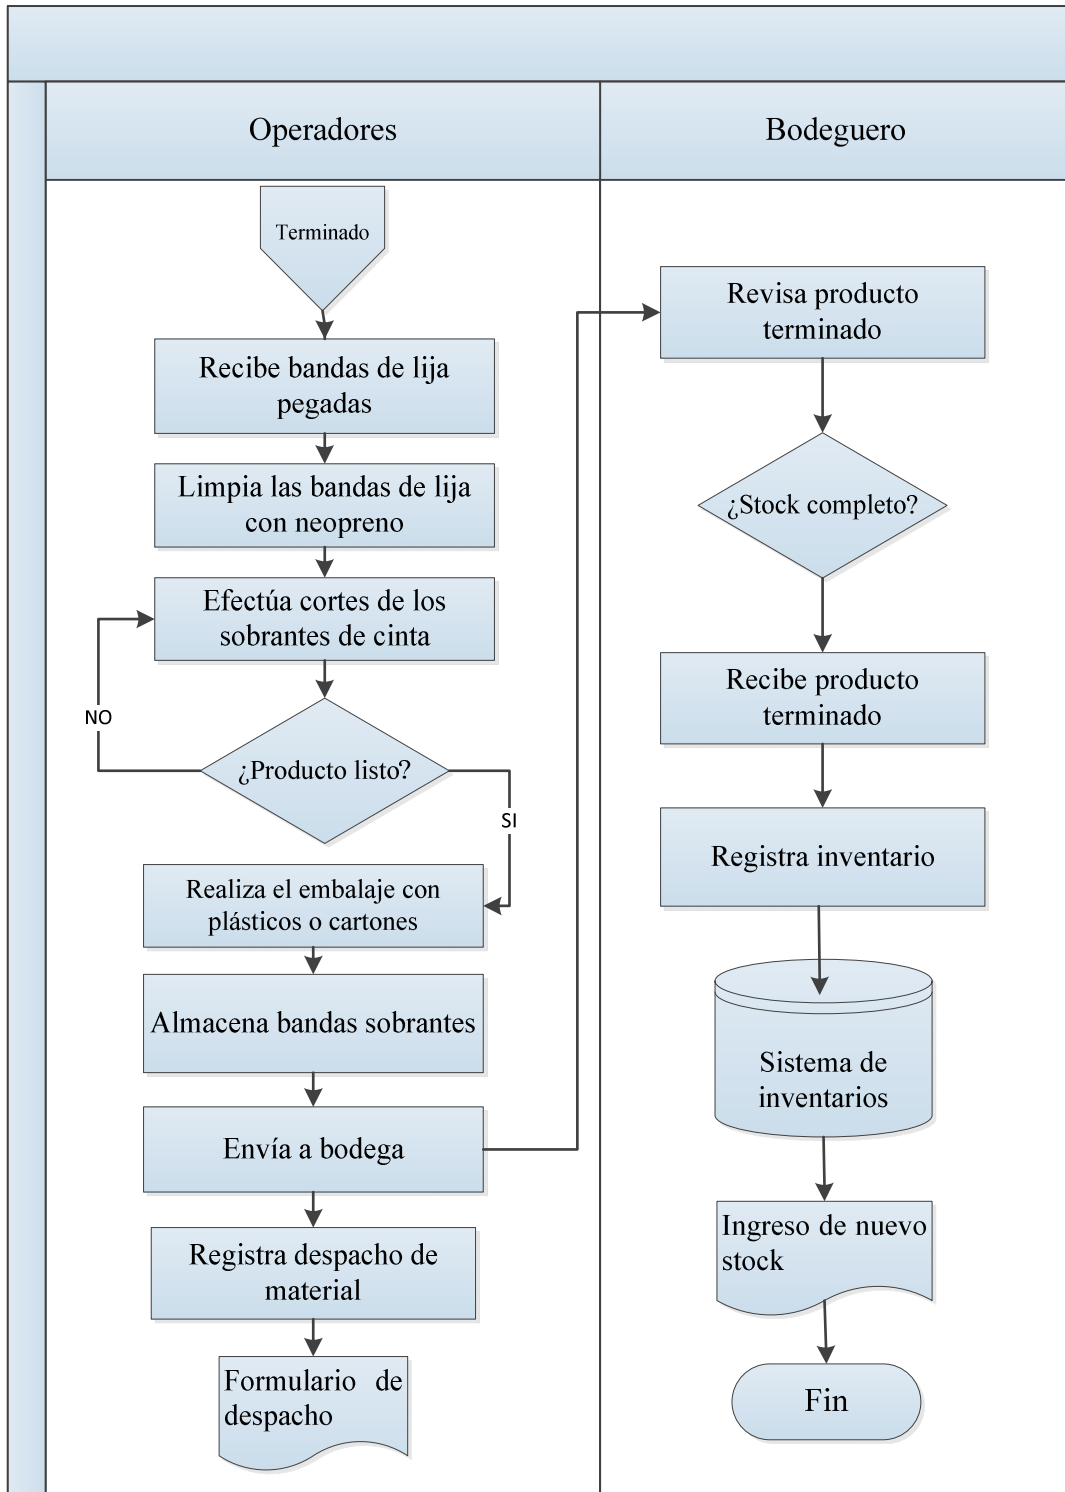 Operadores
Bodeguero
Terminado
Recibe bandas de lija
pegadas
Limpia las bandas de lija
con neopreno
Efectúa cortes de los
sobrantes de cinta
NO
¿Producto listo?
SI
Realiza el embalaje con
plásticos o cartones
Almacena bandas sobrantes
Envía a bodega
Registra despacho de
material
Formulario de
despacho
Revisa producto
terminado
¿Stock completo?
Recibe producto
terminado
Registra inventario
Sistema de
inventarios
Ingreso de nuevo
stock
Fin